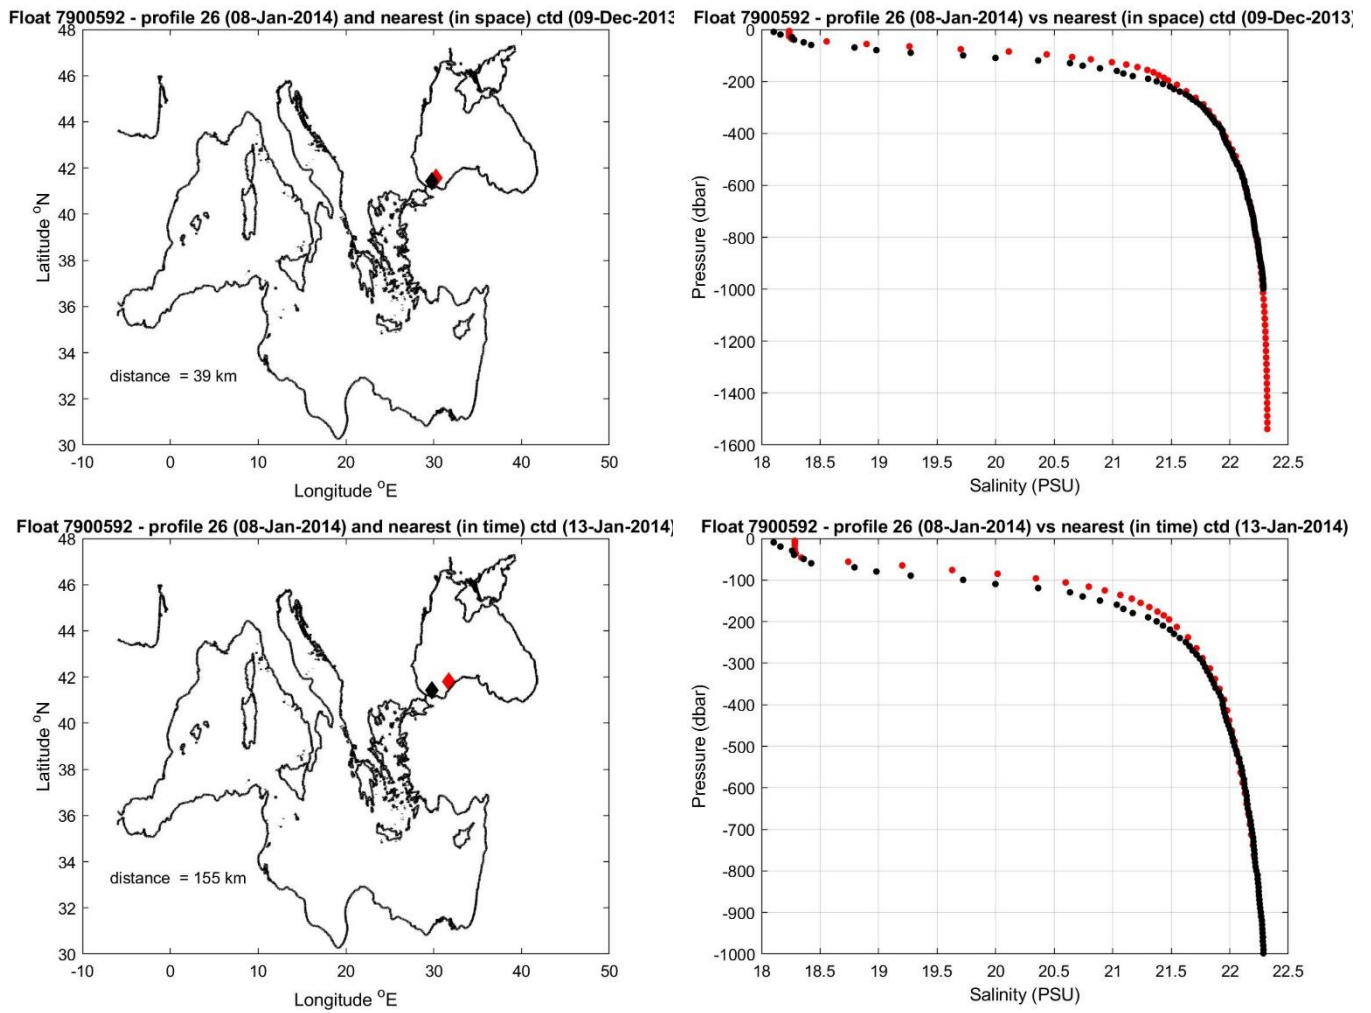 Float 7900592 - profile 26 (08-Jan-2014) and nearest (in space) ctd (09-Dec-2013
48
46
44
42
40
38
36
34
32
30
Latitude °N
distance = 39 km
-10 0 10 20 30 40 50
Longitude °E
Float 7900592 - profile 26 (08-Jan-2014) vs nearest (in space) ctd (09-Dec-2013)
0
-200
-400
-600
-800
-1000
-1200
-1400
-1600
Pressure (dbar)
18 18.5 19 19.5 20 20.5 21 21.5 22 22.5
Salinity (PSU)
Float 7900592 - profile 26 (08-Jan-2014) and nearest (in time) ctd (13-Jan-2014)
48
46
44
42
40
38
36
34
32
30
Latitude °N
distance = 155 km
-10 0 10 20 30 40 50
Longitude °E
Float 7900592 - profile 26 (08-Jan-2014) vs nearest (in time) ctd (13-Jan-2014)
0
-100
-200
-300
-400
-500
-600
-700
-800
-900
-1000
Pressure (dbar)
18 18.5 19 19.5 20 20.5 21 21.5 22 22.5
Salinity (PSU)